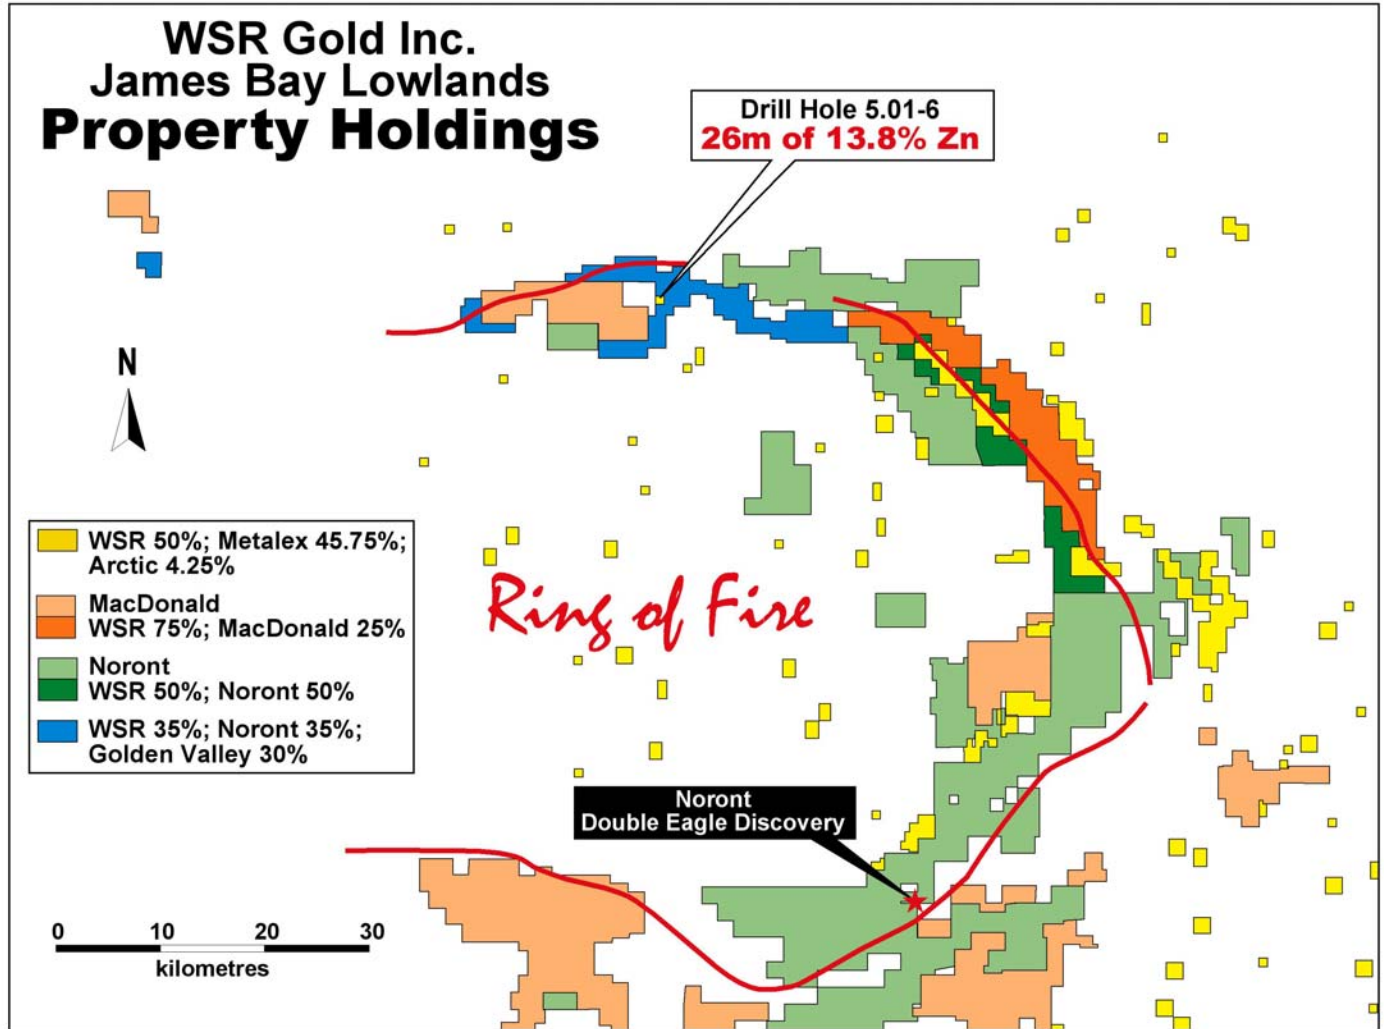 WSR Gold Inc.
James Bay Lowlands
Property Holdings
Drill Hole 5.01-6
26m of 13.8% Zn
N
WSR 50%; Metalex 45.75%;
Arctic 4.25%
MacDonald
WSR 75%; MacDonald 25%
Noront
WSR 50%; Noront 50%
WSR 35%; Noront 35%;
Golden Valley 30%
Ring of Fire
Noront
Double Eagle Discovery
0 10 20 30
kilometres